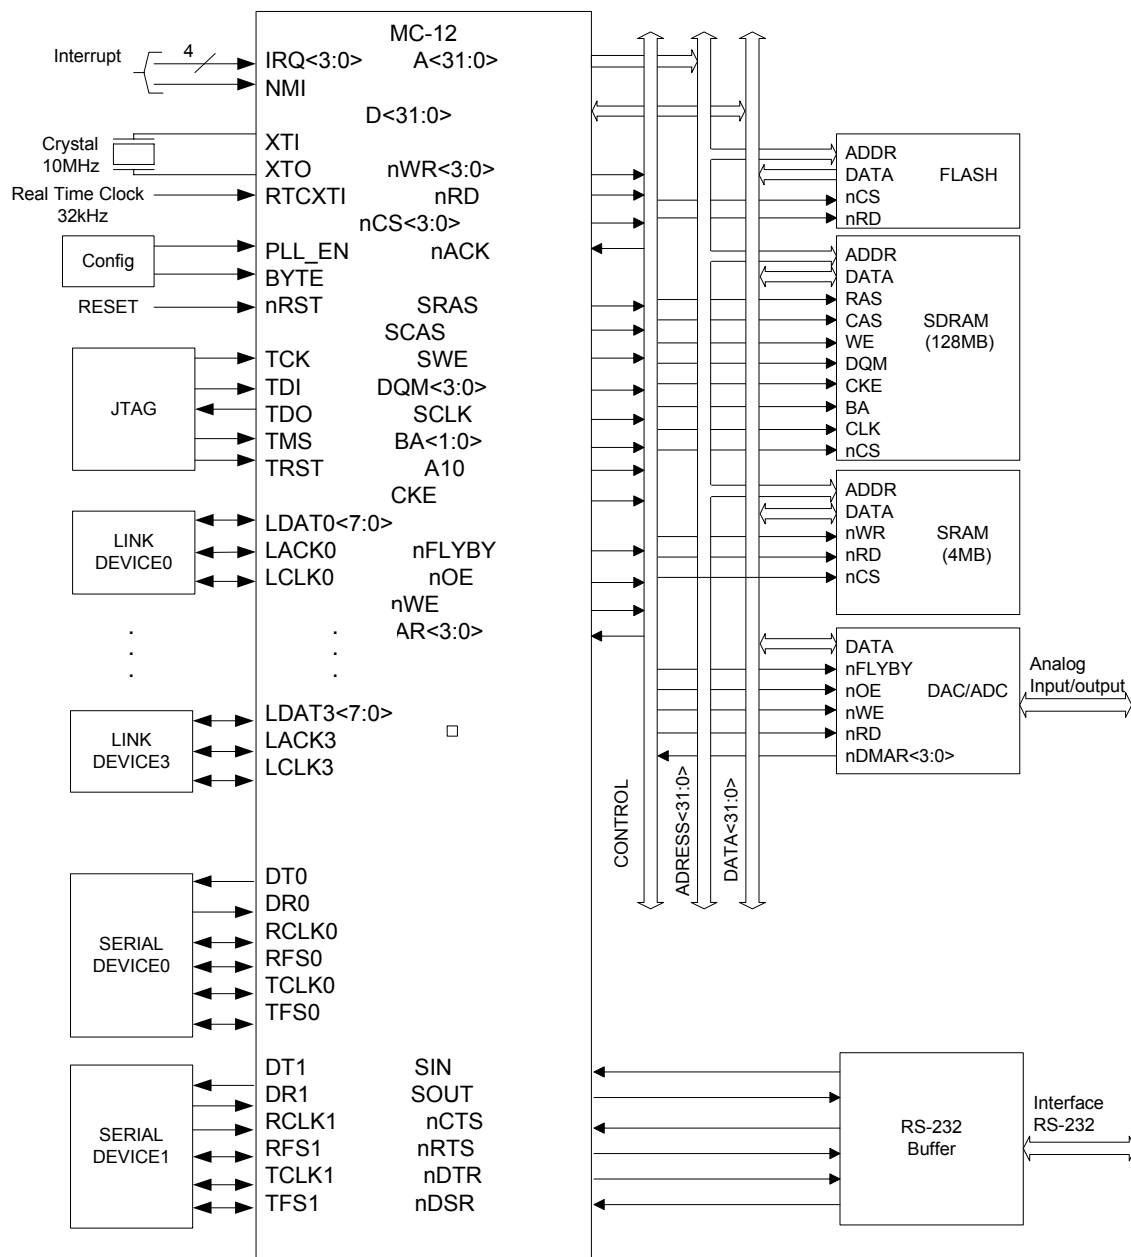 MC-12
Interrupt
4
IRQ<3:0> A<31:0>
NMI
D<31:0>
Crystal
10MHz
XTI
XTO nWR<3:0>
Real Time Clock
32kHz
RTCXTI nRD
nCS<3:0>
Config
PLL_EN nACK
BYTE
RESET
nRST SRAS
SCAS
JTAG
TCK SWE
TDI DQM<3:0>
TDO SCLK
TMS BA<1:0>
TRST A10
CKE
LINK
DEVICE0
LDAT0<7:0>
LACK0 nFLYBY
LCLK0 nOE
nWE
AR<3:0>
. .
. .
. .
LINK
DEVICE3
LDAT3<7:0>
LACK3
LCLK3
SERIAL
DEVICE0
DT0
DR0
RCLK0
RFS0
TCLK0
TFS0
SERIAL
DEVICE1
DT1 SIN
DR1 SOUT
RCLK1 nCTS
RFS1 nRTS
TCLK1 nDTR
TFS1 nDSR
CONTROL
ADRESS<31:0>
DATA<31:0>
ADDR
DATA FLASH
nCS
nRD
ADDR
DATA
RAS
CAS SDRAM
WE (128MB)
DQM
CKE
BA
CLK
nCS
ADDR
DATA
nWR SRAM
nRD (4MB)
nCS
DATA
nFLYBY
nOE DAC/ADC
nWE
nRD
nDMAR<3:0>
Analog
Input/output
RS-232
Buffer
Interface
RS-232